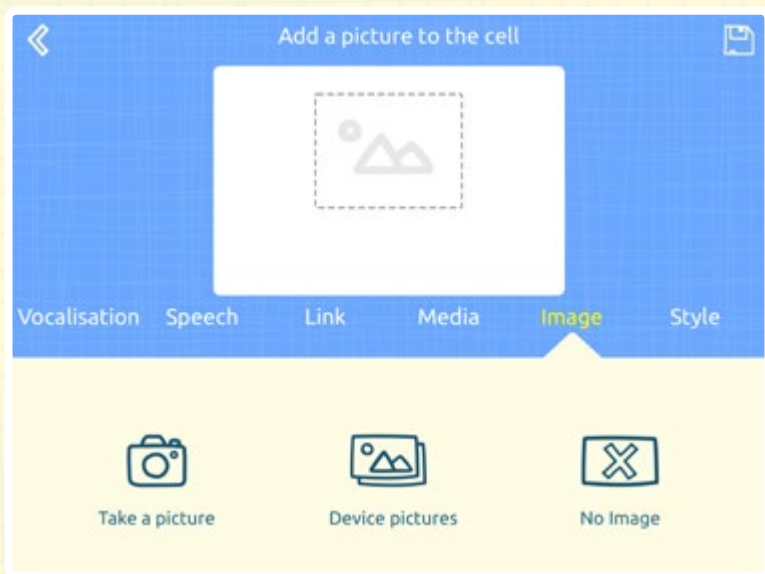 Add a picture to the cell
Vocalisation Speech Link Media Image Style
Take a picture Device pictures No Image